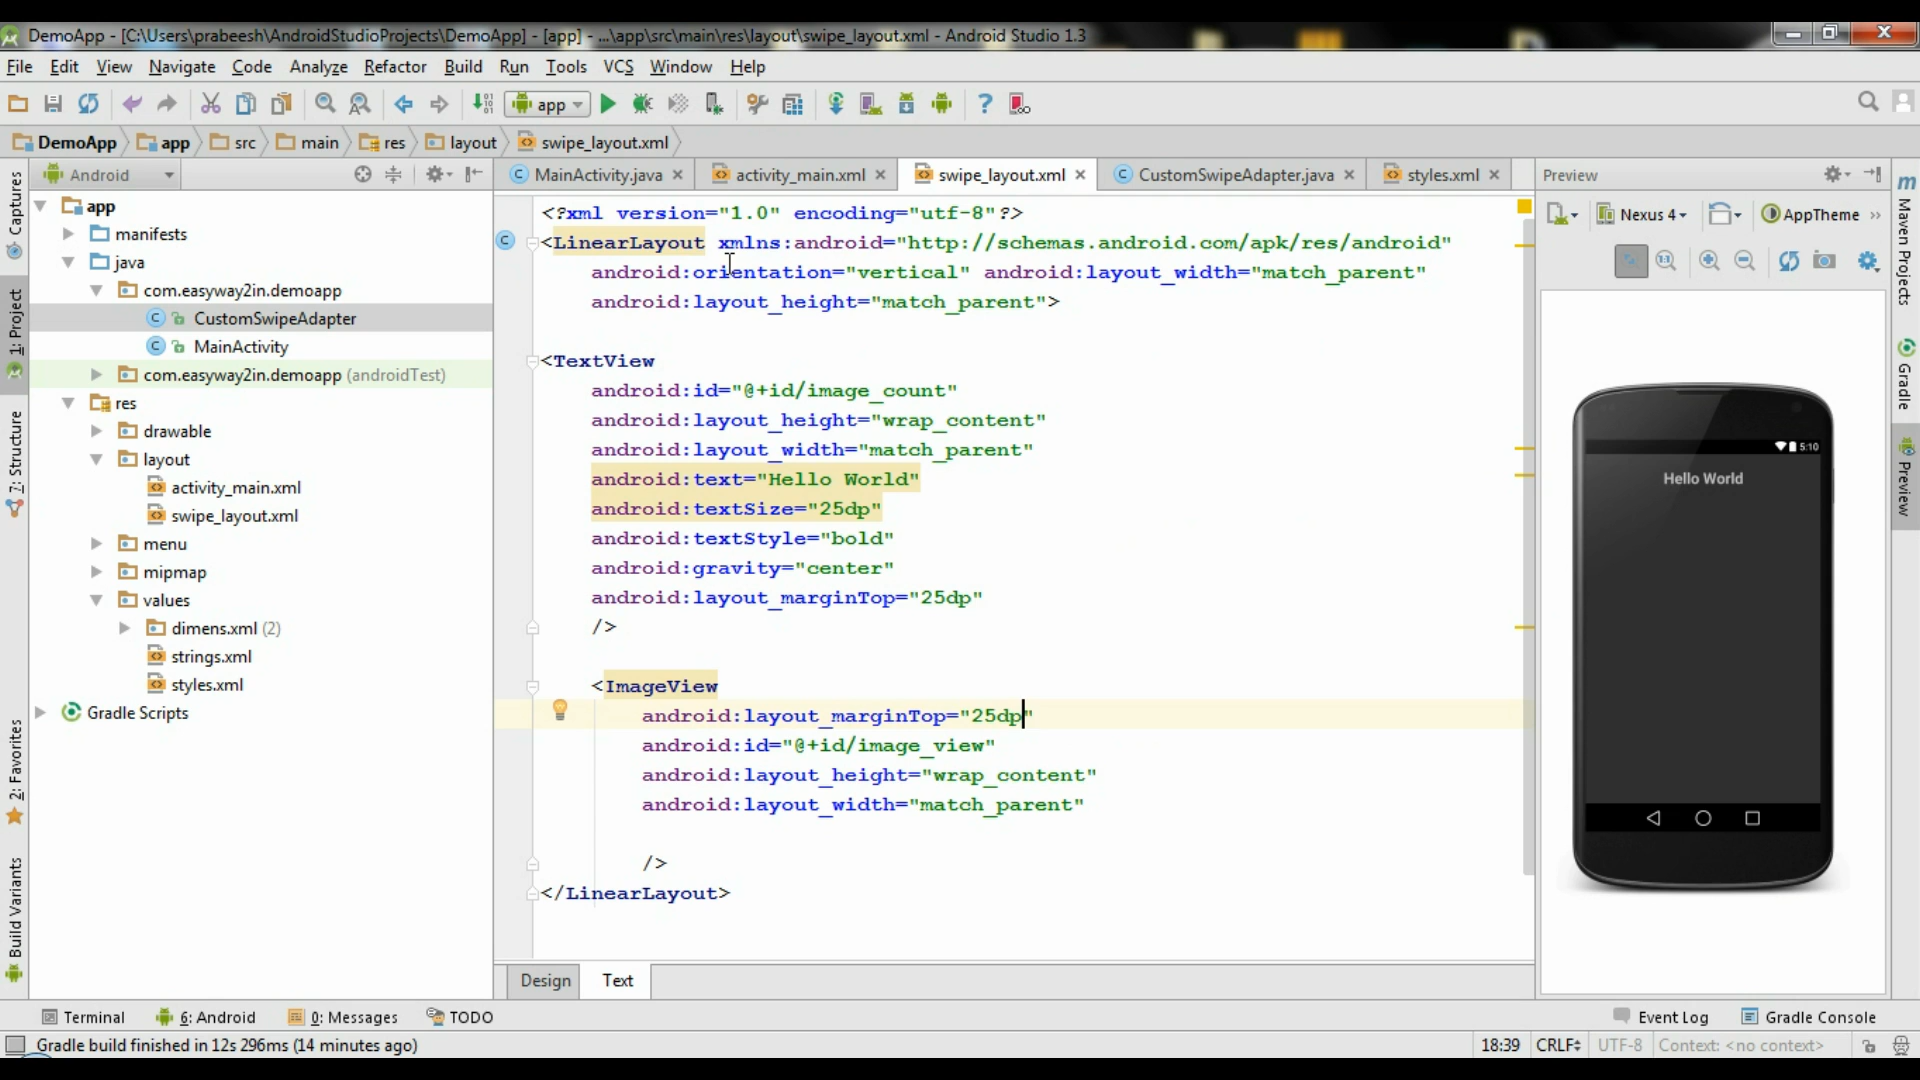 DemoApp - [C:\Users\prabeesh\AndroidStudioProjects\DemoApp] - [app] - ...\app\src\main\res\layout\swipe_layout.xml - Android Studio 1.3
File Edit View Navigate Code Analyze Refactor Build Run Tools VCS Window Help
app
DemoApp app src main res layout swipe_layout.xml
Captures
1: Project
7: Structure
2: Favorites
Build Variants
Android
app
manifests
java
com.easyway2in.demoapp
CustomSwipeAdapter
MainActivity
com.easyway2in.demoapp (androidTest)
res
drawable
layout
activity_main.xml
swipe_layout.xml
menu
mipmap
values
dimens.xml (2)
strings.xml
styles.xml
Gradle Scripts
MainActivity.java activity_main.xml swipe_layout.xml CustomSwipeAdapter.java styles.xml
<?xml version="1.0" encoding="utf-8"?>
<LinearLayout xmlns:android="http://schemas.android.com/apk/res/android"
android:orientation="vertical" android:layout_width="match_parent"
android:layout_height="match_parent">
<TextView
android:id="@+id/image_count"
android:layout_height="wrap_content"
android:layout_width="match_parent"
android:text="Hello World"
android:textSize="25dp"
android:textStyle="bold"
android:gravity="center"
android:layout_marginTop="25dp"
/>
<ImageView
android:layout_marginTop="25dp"
android:id="@+id/image_view"
android:layout_height="wrap_content"
android:layout_width="match_parent"
/>
</LinearLayout>
Design Text
Preview
Nexus 4 AppTheme
5:10
Hello World
Maven Projects
Gradle
Preview
Terminal 6: Android 0: Messages TODO Event Log Gradle Console
Gradle build finished in 12s 296ms (14 minutes ago) 18:39 CRLF UTF-8 Context: <no context>